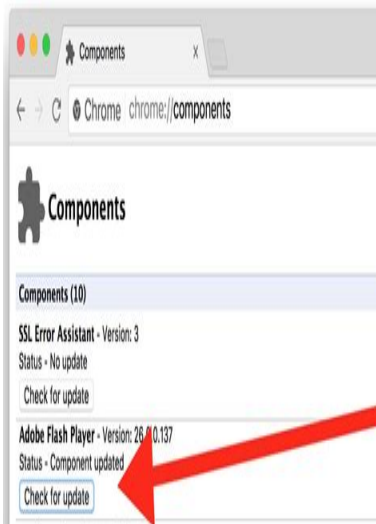 Components
Chrome chrome://components
Components
Components (10)
SSL Error Assistant - Version: 3
Status - No update
Check for update
Adobe Flash Player - Version:
Status - Component updated
Check for update